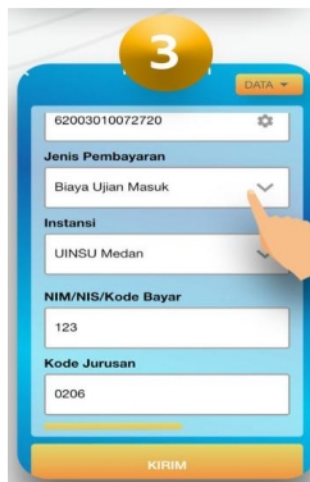 3
DATA
62003010072720
Jenis Pembayaran
Biaya Ujian Masuk
Instansi
UINSU Medan
NIM/NIS/Kode Bayar
123
Kode Jurusan
0206
KIRIM